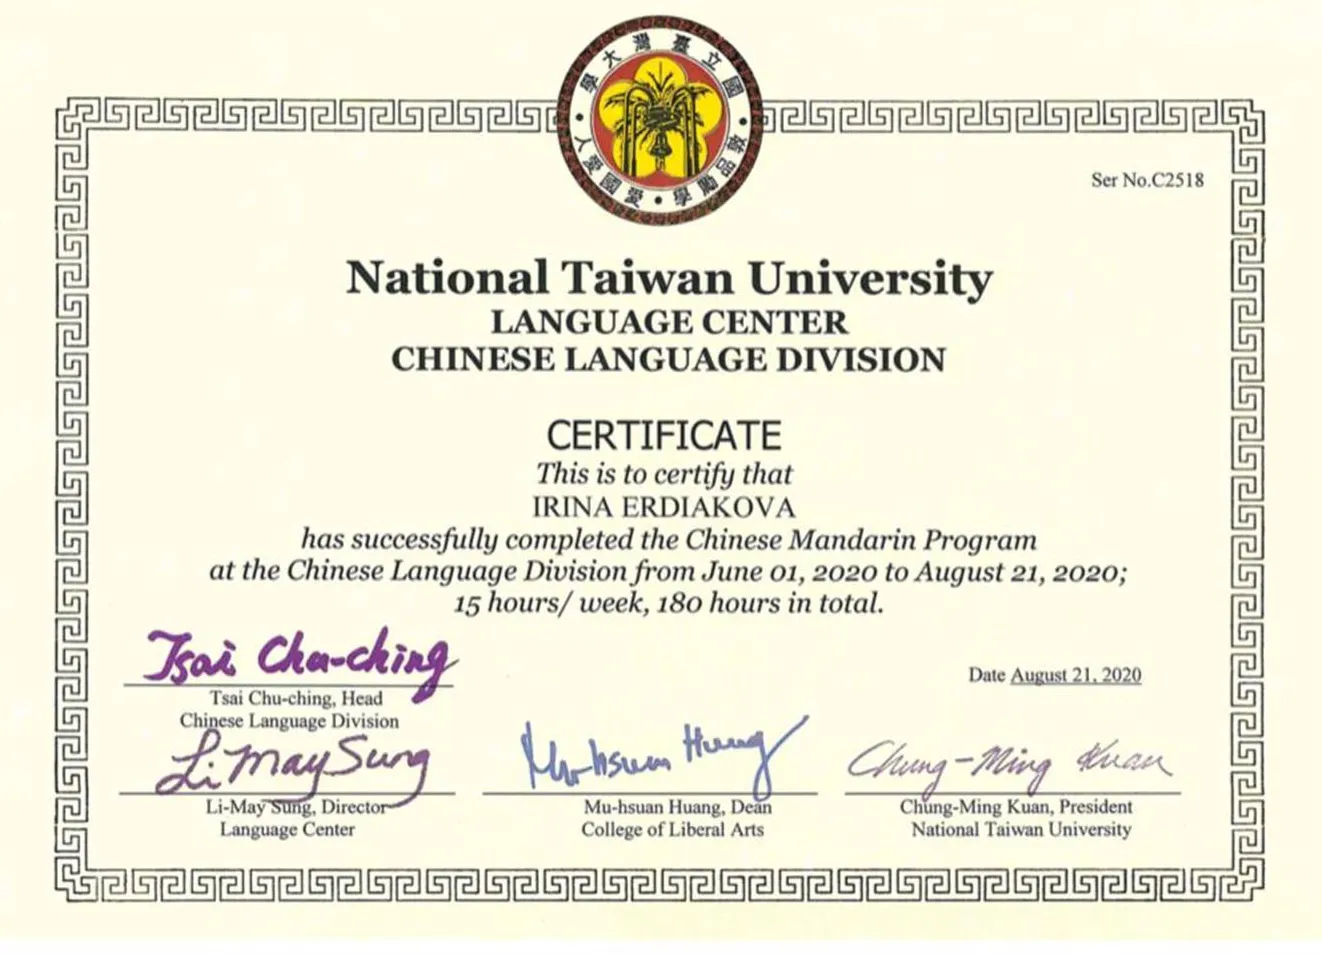 國立臺灣大學
敦品勵學 • 愛國愛人
Ser No.C2518
National Taiwan University
LANGUAGE CENTER
CHINESE LANGUAGE DIVISION
CERTIFICATE
This is to certify that
IRINA ERDIAKOVA
has successfully completed the Chinese Mandarin Program
at the Chinese Language Division from June 01, 2020 to August 21, 2020;
15 hours/ week, 180 hours in total.
Tsai Chu-ching
Date August 21, 2020
Tsai Chu-ching, Head
Chinese Language Division
Li May Sung
Mu-hsuan Huang
Chung-Ming Kuan
Li-May Sung, Director
Language Center
Mu-hsuan Huang, Dean
College of Liberal Arts
Chung-Ming Kuan, President
National Taiwan University